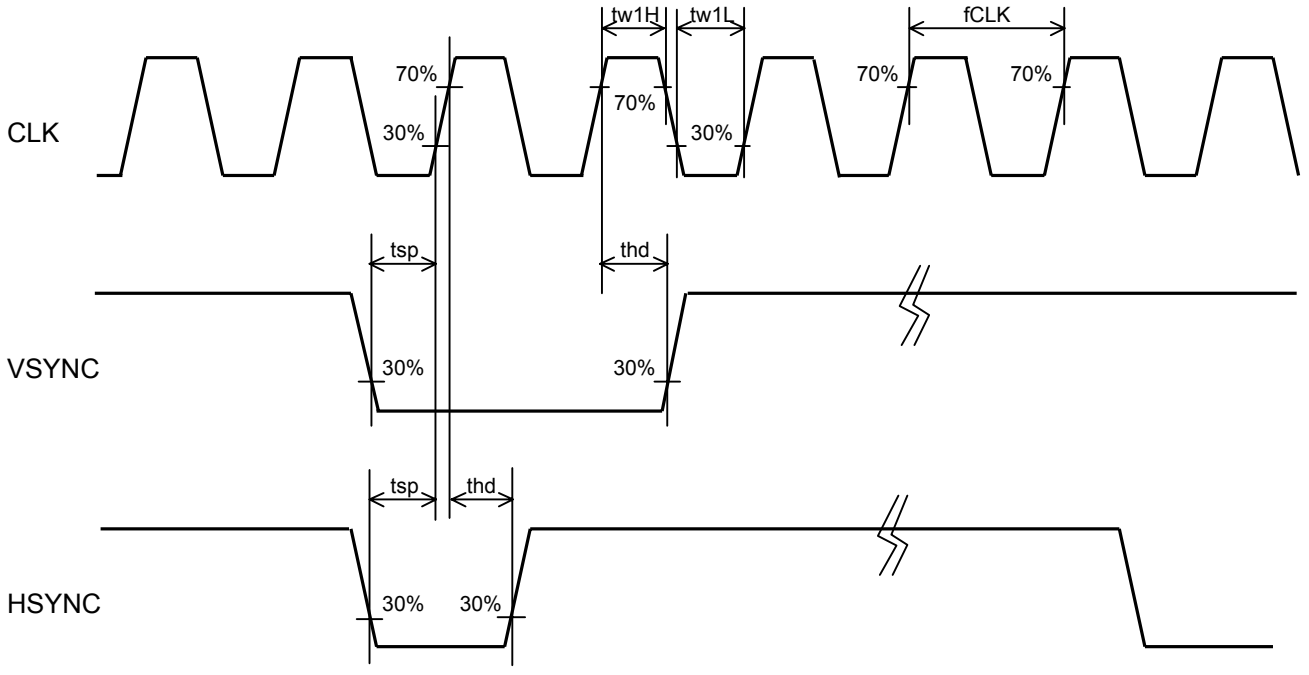 tw1H tw1L fCLK
70% 70% 70%
70%
CLK 30% 30%
tsp thd
VSYNC 30% 30%
tsp thd
HSYNC 30% 30%